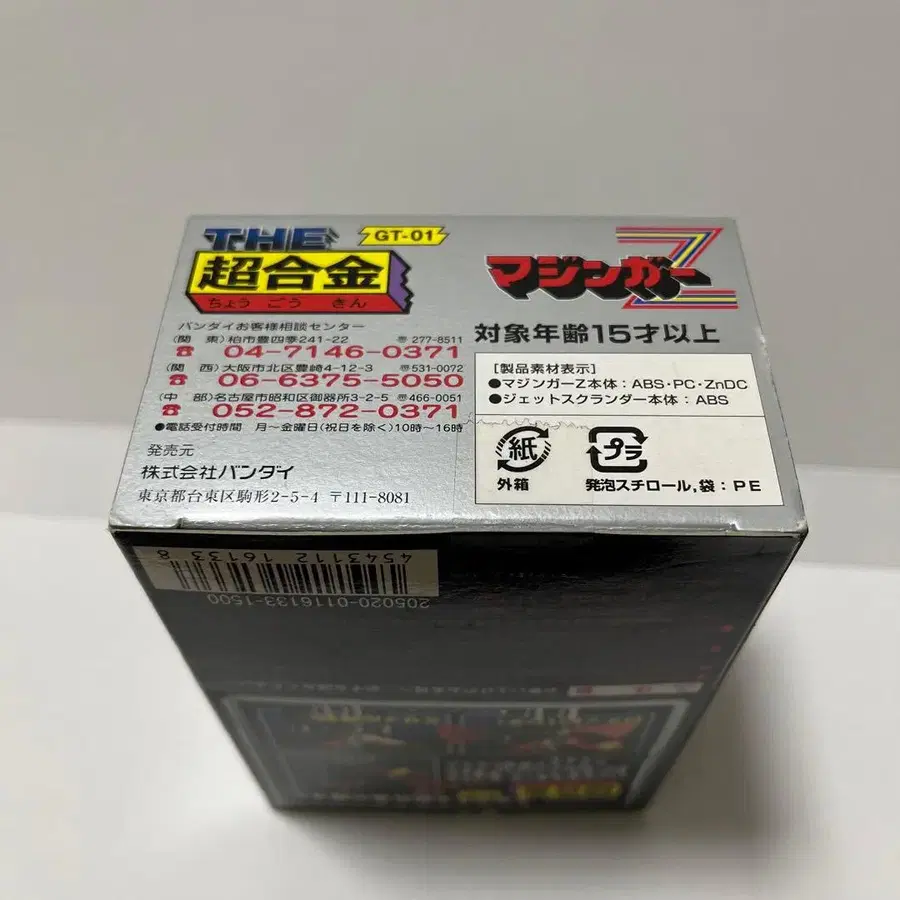 THE
GT-01
超合金
ちょう ごう きん
バンダイお客様相談センター
(関 東)柏市豊四季241-22 〠277-8511
☎ 04-7146-0371
(関 西)大阪市北区豊崎4-12-3 〠531-0072
☎ 06-6375-5050
(中 部)名古屋市昭和区御器所3-2-5 〠466-0051
☎ 052-872-0371
●電話受付時間 月〜金曜日(祝日を除く)10時〜16時
発売元
株式会社バンダイ
東京都台東区駒形2-5-4 〒111-8081
マジンガーZ
対象年齢15才以上
[製品素材表示]
●マジンガーZ本体:ABS・PC・ZnDC
●ジェットスクランダー本体:ABS
紙
外箱
プラ
発泡スチロール,袋:PE
4543112161338
205020-0116133-1500